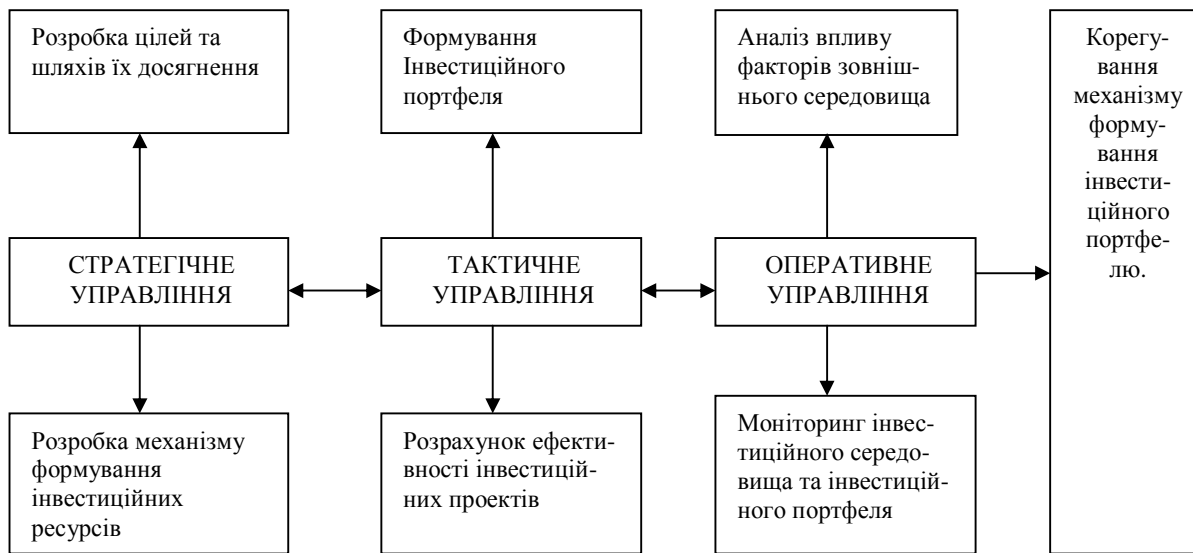 Розробка цілей та
шляхів їх досягнення
Формування
Інвестиційного
портфеля
Аналіз впливу
факторів зовніш-
нього середовища
Корегу-
вання
механізму
форму-
вання
інвести-
ційного
портфе-
лю.
СТРАТЕГІЧНЕ
УПРАВЛІННЯ
ТАКТИЧНЕ
УПРАВЛІННЯ
ОПЕРАТИВНЕ
УПРАВЛІННЯ
Розробка механізму
формування
інвестиційних
ресурсів
Розрахунок ефекти-
вності інвестицій-
них проектів
Моніторинг інвес-
тиційного середо-
вища та інвестицій-
ного портфеля